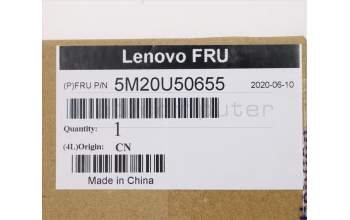 Lenovo FRU
(P)FRU P/N 5M20U50655 2020-06-10
Quantity: 1
(4L)Origin: CN
Made in China